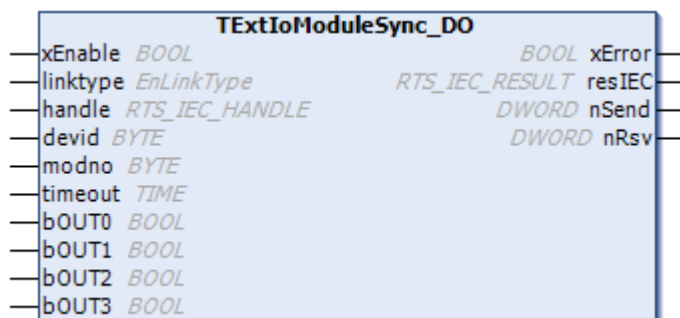 TExtIoModuleSync_DO
xEnable BOOL BOOL xError
linktype EnLinkType RTS_IEC_RESULT resIEC
handle RTS_IEC_HANDLE DWORD nSend
devid BYTE DWORD nRsv
modno BYTE
timeout TIME
bOUT0 BOOL
bOUT1 BOOL
bOUT2 BOOL
bOUT3 BOOL